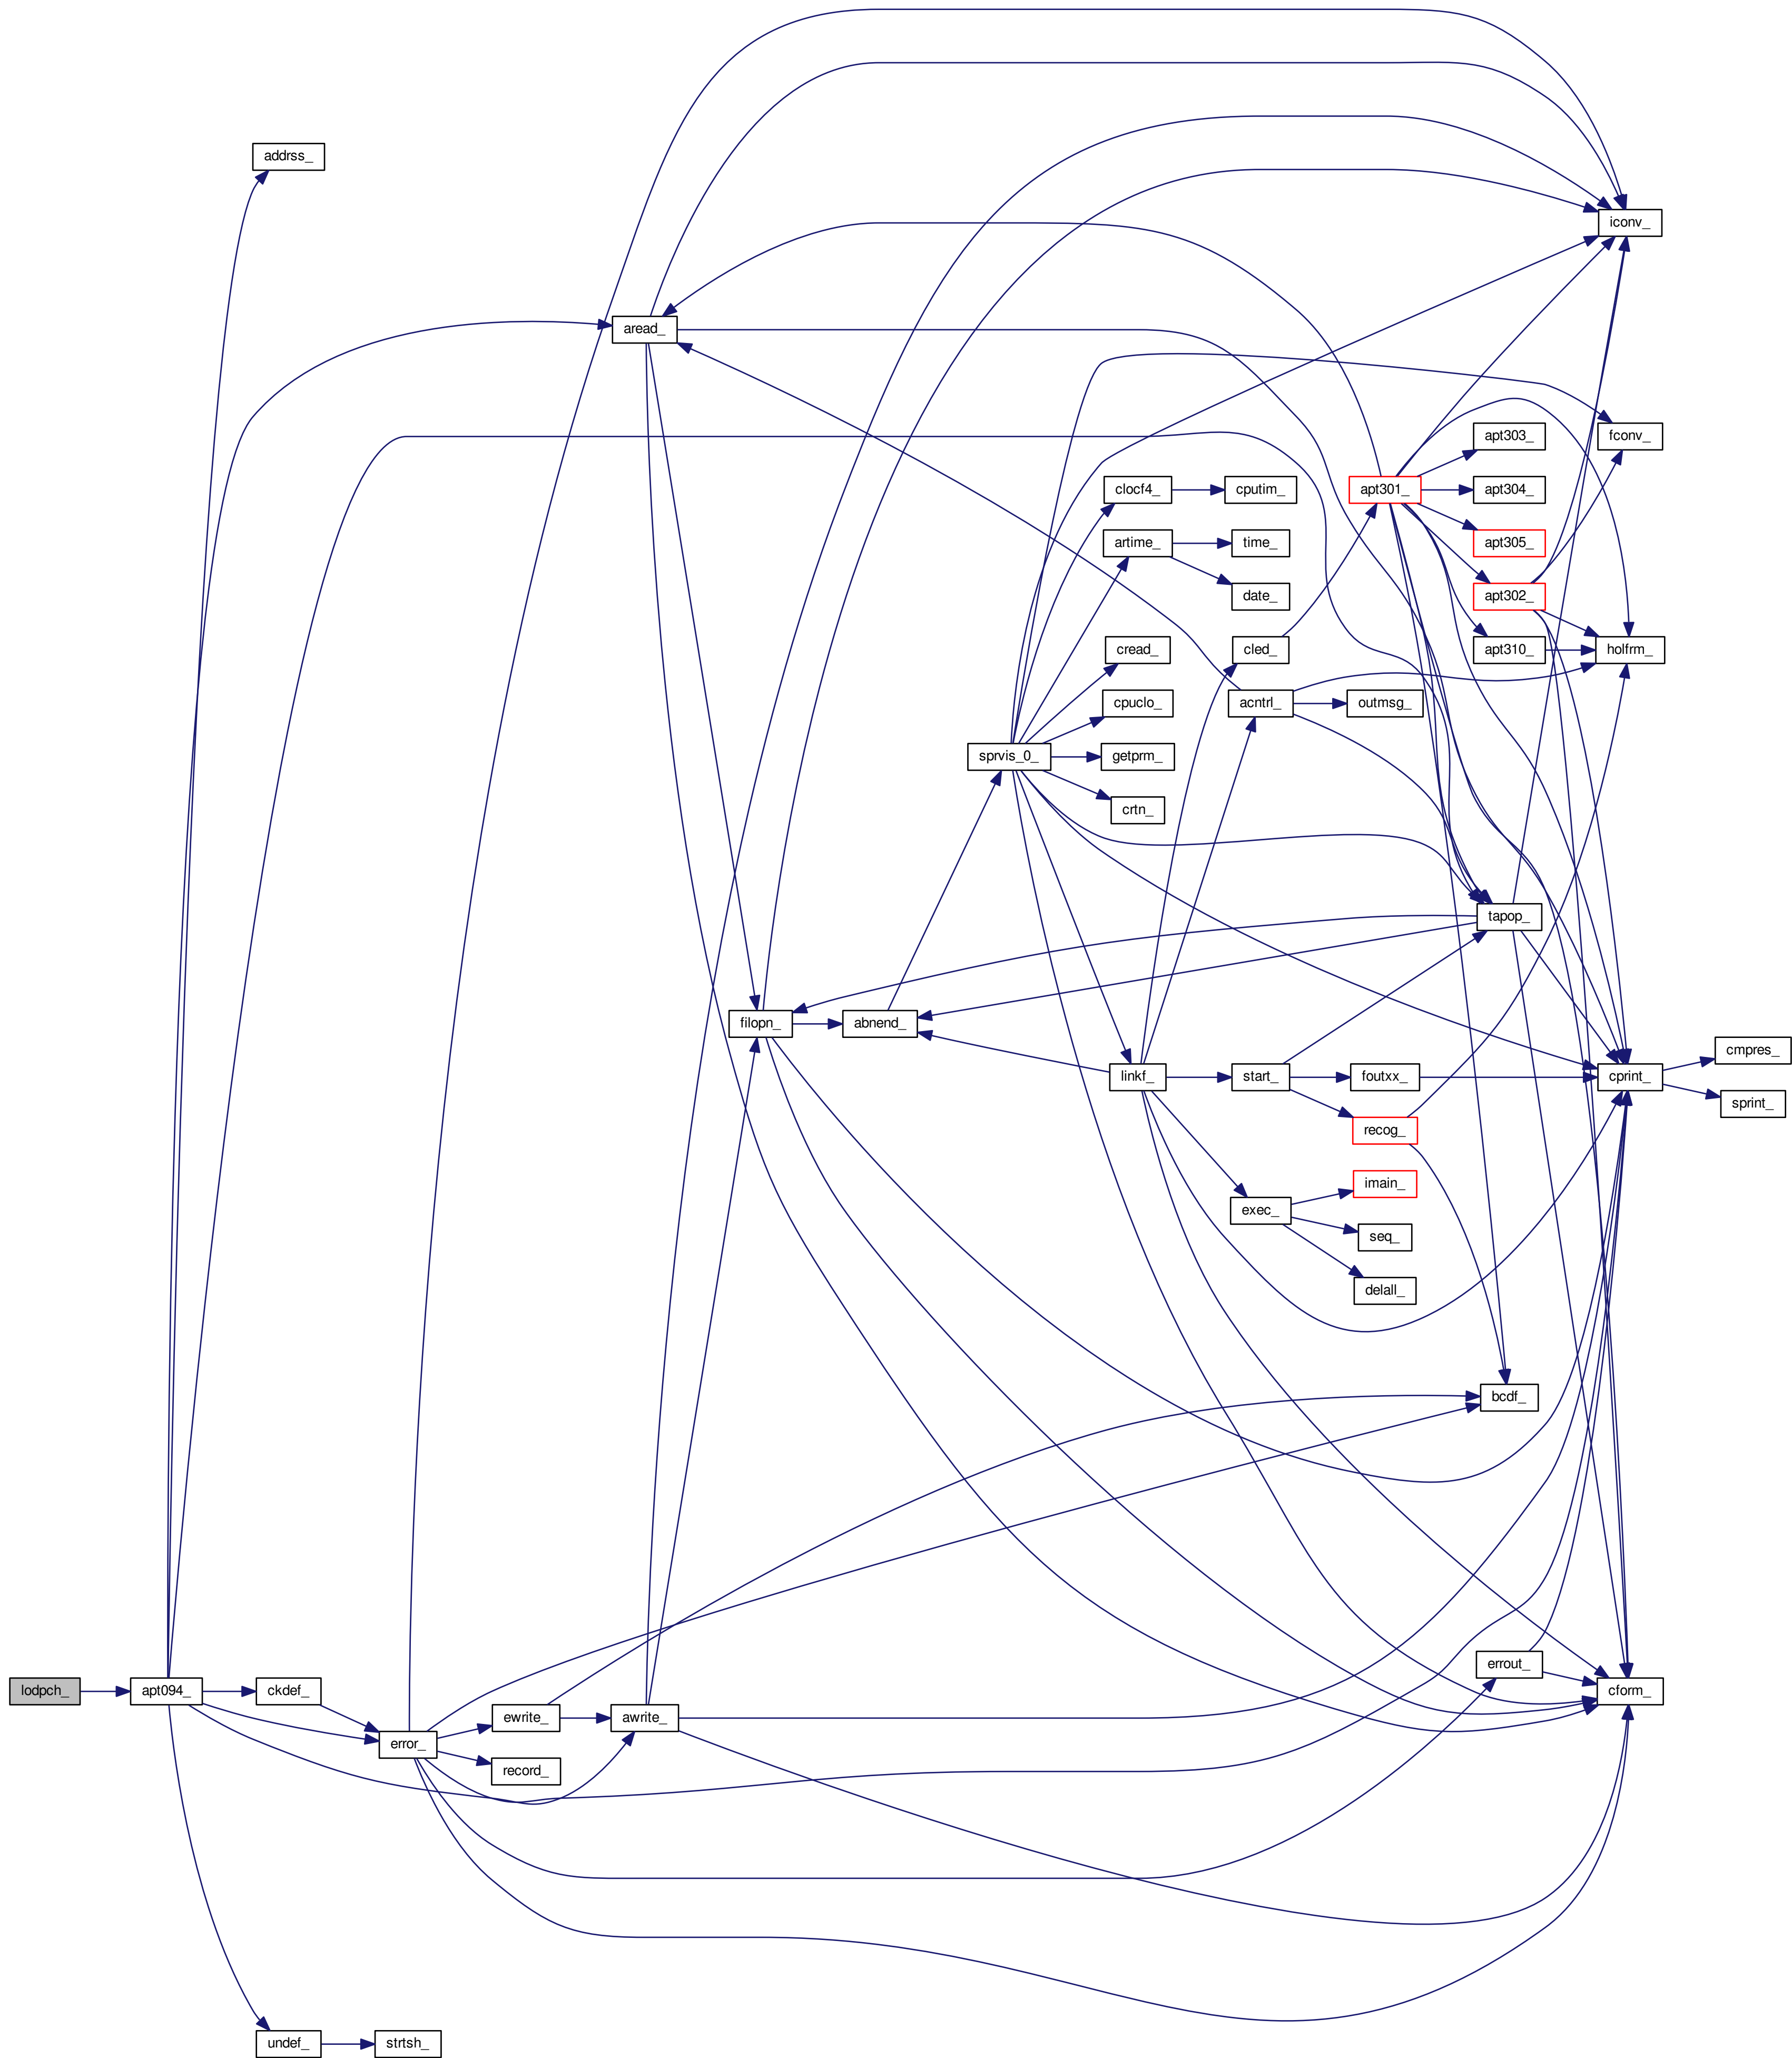 addrss_
iconv_
aread_
apt303_
fconv_
clocf4_
cputim_
apt301_
apt304_
artime_
time_
apt305_
date_
apt302_
cread_
cled_
apt310_
holfrm_
cpuclo_
acntrl_
outmsg_
sprvis_0_
getprm_
crtn_
tapop_
filopn_
abnend_
cmpres_
linkf_
start_
foutxx_
cprint_
sprint_
recog_
imain_
exec_
seq_
delall_
bcdf_
errout_
lodpch_
apt094_
ckdef_
cform_
ewrite_
awrite_
error_
record_
undef_
strtsh_